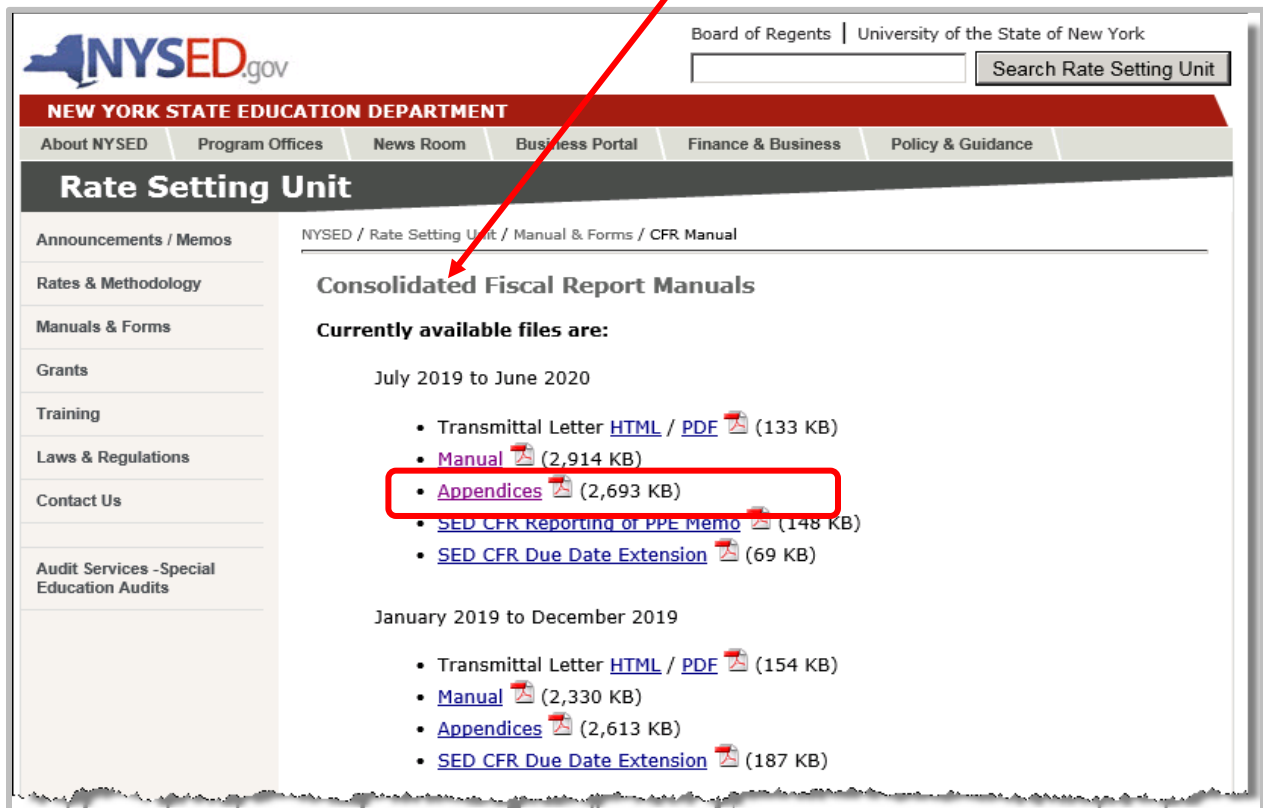 NYSED.gov
Board of Regents | University of the State of New York
Search Rate Setting Unit
NEW YORK STATE EDUCATION DEPARTMENT
About NYSED Program Offices News Room Business Portal Finance & Business Policy & Guidance
Rate Setting Unit
Announcements / Memos
Rates & Methodology
Manuals & Forms
Grants
Training
Laws & Regulations
Contact Us
Audit Services -Special
Education Audits
NYSED / Rate Setting Unit / Manual & Forms / CFR Manual
Consolidated Fiscal Report Manuals
Currently available files are:
July 2019 to June 2020
• Transmittal Letter HTML / PDF (133 KB)
• Manual (2,914 KB)
• Appendices (2,693 KB)
• SED CFR Reporting of PPE Memo (148 KB)
• SED CFR Due Date Extension (69 KB)
January 2019 to December 2019
• Transmittal Letter HTML / PDF (154 KB)
• Manual (2,330 KB)
• Appendices (2,613 KB)
• SED CFR Due Date Extension (187 KB)